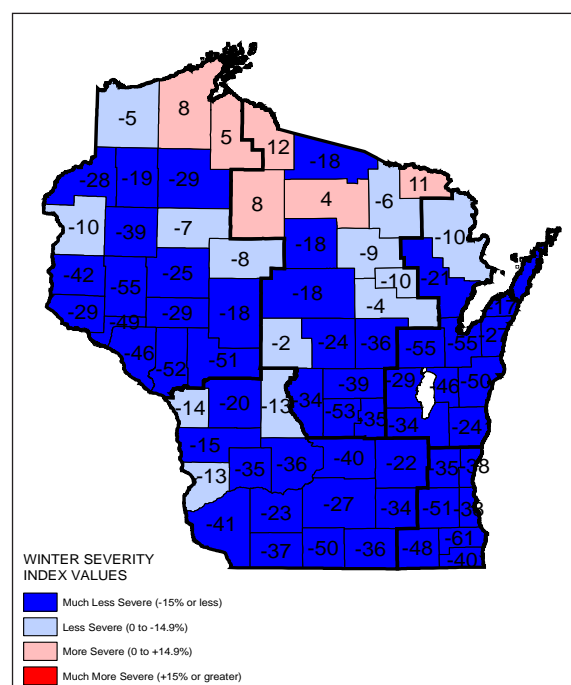 -5 8
5 12 -18
-28 -19 -29 8 4 -6 11
-10 -39 -7 -8 -18 -9 -10
-42 -55 -25 -18 -18 -10 -21
-29 -49 -29 -4 -17
-46 -52 -51 -2 -24 -36 -55 -55 -27
-14 -20 -13 -34 -39 -29 -46 -50
-53 -35 -34 -24
-15 -13 -35 -36 -40 -22 -35 -38
-41 -23 -27 -34 -51 -38
-37 -50 -36 -48 -61
-40
WINTER SEVERITY
INDEX VALUES
Much Less Severe (-15% or less)
Less Severe (0 to -14.9%)
More Severe (0 to +14.9%)
Much More Severe (+15% or greater)